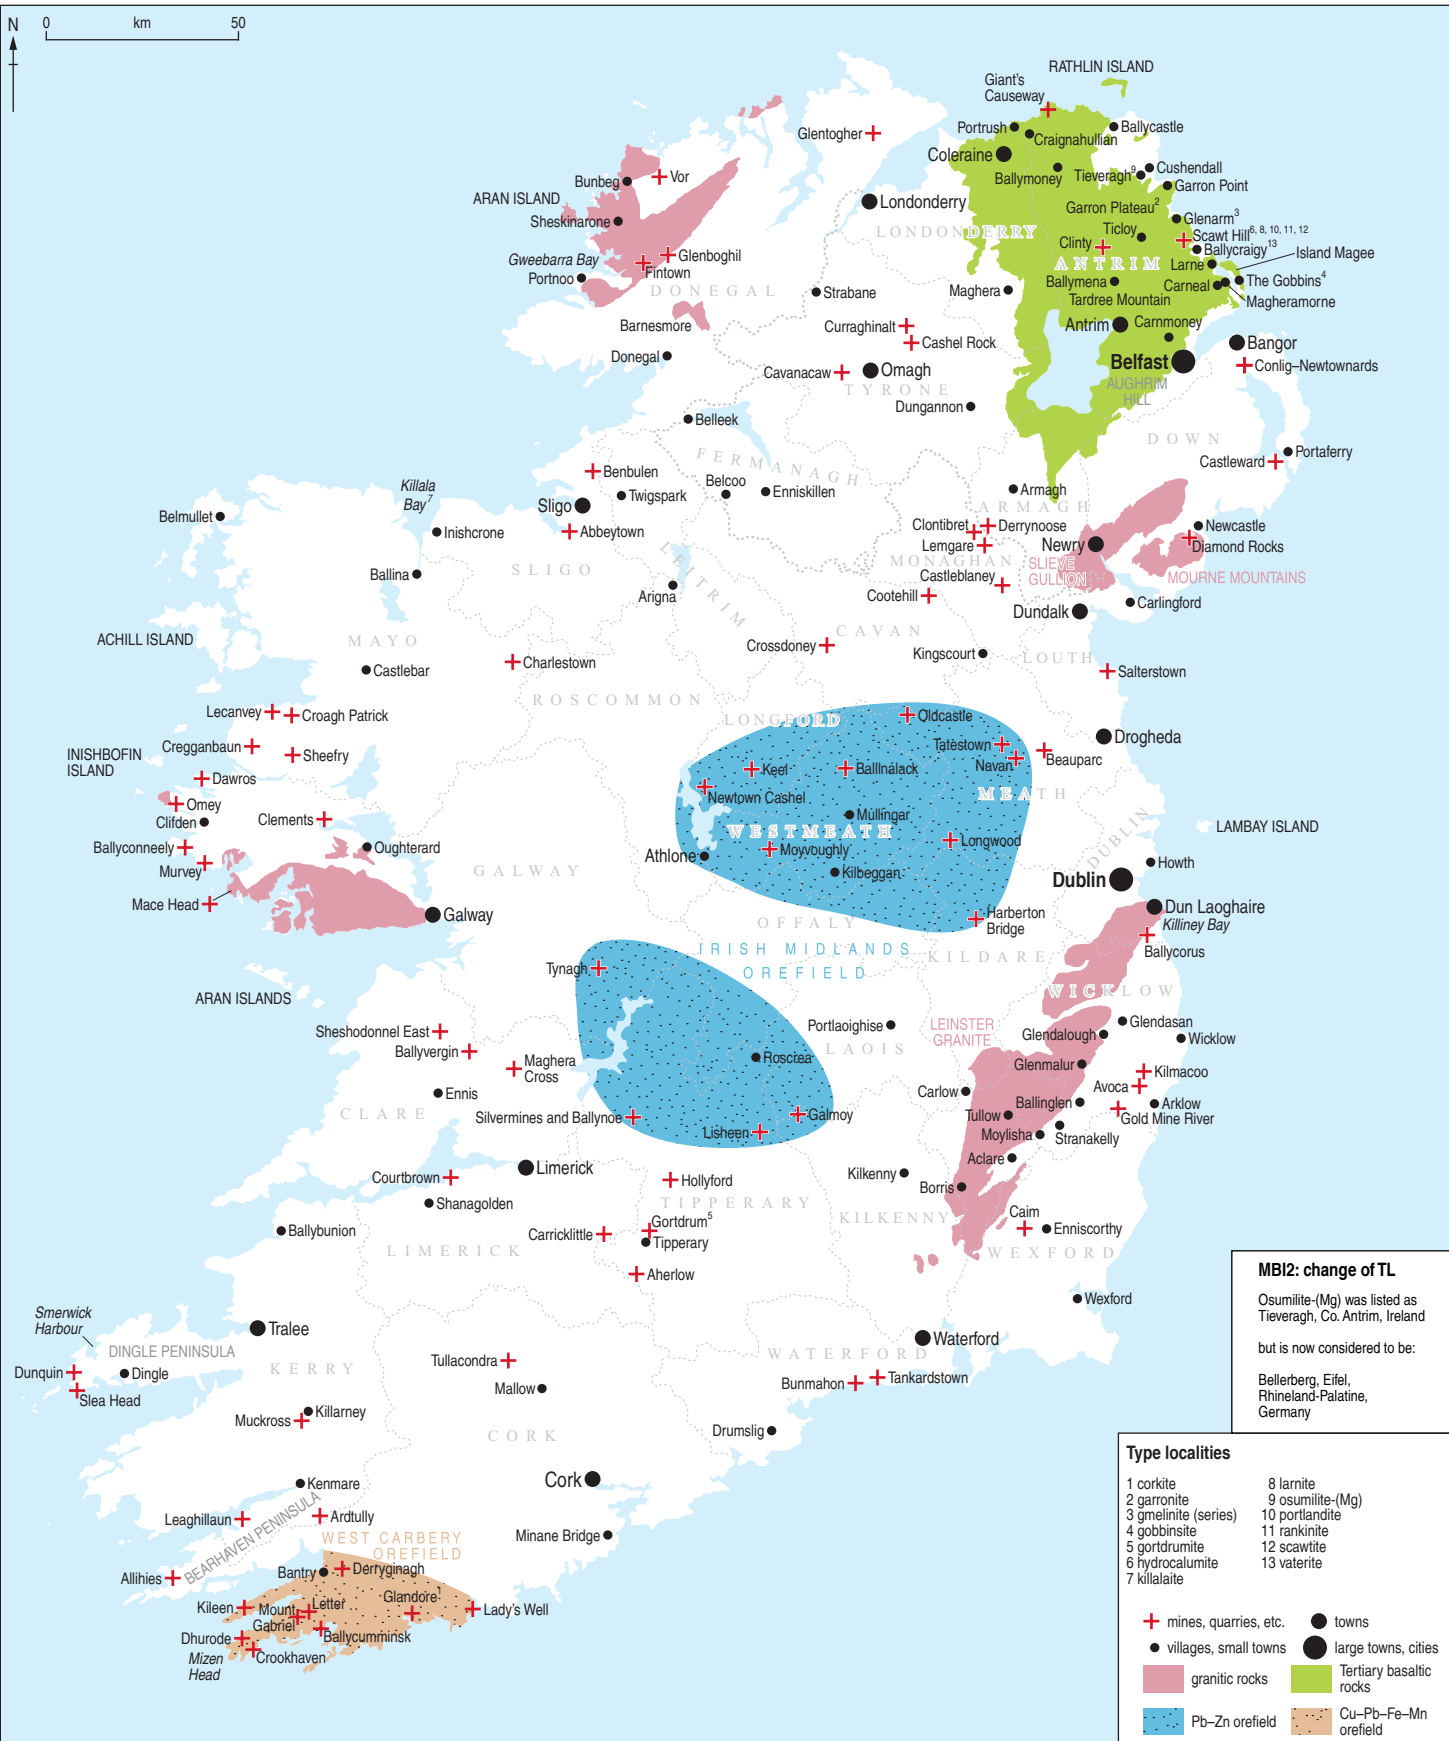 N
0 km 50
RATHLIN ISLAND
Giant's
Causeway
Glentogher
Portrush
Ballycastle
Craignahullian
Coleraine
Ballymoney
Tieveragh9
Cushendall
Garron Point
Vor
Bunbeg
ARAN ISLAND
Sheskinarone
Londonderry
LONDONDERRY
Garron Plateau2
Glenarm3
Ticloy
Scawt Hill6, 8, 10, 11, 12
Clinty
Ballycraigy13
Island Magee
ANTRIM
Larne
Gweebarra Bay
Glenboghil
Fintown
Portnoo
DONEGAL
Strabane
Maghera
Ballymena
Carneal
The Gobbins4
Tardree Mountain
Magheramorne
Barnesmore
Curraghinalt
Cashel Rock
Antrim
Carnmoney
Bangor
Donegal
Cavanacaw
Omagh
Belfast
Conlig–Newtownards
TYRONE
AUGHRIM
HILL
Dungannon
Belleek
DOWN
FERMANAGH
Portaferry
Castleward
Benbulen
Belcoo
Enniskillen
Killala
Bay7
Twigspark
Sligo
Armagh
ARMAGH
Belmullet
Inishcrone
Abbeytown
Clontibret
Derrynoose
Newcastle
Lemgare
Newry
Diamond Rocks
MONAGHAN
SLIEVE
GULLION
MOURNE MOUNTAINS
Ballina
SLIGO
LEITRIM
Arigna
Castleblaney
Cootehill
Dundalk
Carlingford
ACHILL ISLAND
MAYO
CAVAN
Crossdoney
Kingscourt
LOUTH
Castlebar
Charlestown
Salterstown
ROSCOMMON
Lecanvey
Croagh Patrick
LONGFORD
Oldcastle
Cregganbaun
Sheefry
Tatestown
Drogheda
INISHBOFIN
ISLAND
Navan
Beauparc
Dawros
Keel
Ballinalack
Newtown Cashel
MEATH
Omey
Clifden
Clements
Mullingar
DUBLIN
LAMBAY ISLAND
WESTMEATH
Ballyconneely
Oughterard
Moyvoughly
Longwood
Athlone
Howth
Murvey
GALWAY
Kilbeggan
Dublin
Mace Head
Galway
Harberton
Bridge
Dun Laoghaire
Killiney Bay
OFFALY
IRISH MIDLANDS
OREFIELD
KILDARE
Ballycorus
Tynagh
WICKLOW
ARAN ISLANDS
Sheshodonnel East
Portlaoighise
LEINSTER
GRANITE
Glendasan
Glendalough
Wicklow
Ballyvergin
LAOIS
Maghera
Cross
Roscrea
Glenmalur
Kilmacoo
Ennis
Carlow
Avoca
CLARE
Ballinglen
Arklow
Silvermines and Ballynoe
Galmoy
Tullow
Gold Mine River
Lisheen
Moylisha
Stranakelly
Aclare
Limerick
Courtbrown
Hollyford
Kilkenny
Borris
Shanagolden
TIPPERARY
KILKENNY
Caim
Ballybunion
Carricklittle
Gortdrum5
Tipperary
Enniscorthy
LIMERICK
WEXFORD
Aherlow
MBI2: change of TL
Osumilite-(Mg) was listed as
Tieveragh, Co. Antrim, Ireland
but is now considered to be:
Bellerberg, Eifel,
Rhineland-Palatine,
Germany
Wexford
Smerwick
Harbour
Tralee
Waterford
DINGLE PENINSULA
KERRY
WATERFORD
Dunquin
Dingle
Tullacondra
Bunmahon
Tankardstown
Slea Head
Mallow
Killarney
Muckross
CORK
Drumslig
Kenmare
Cork
BEARHAVEN PENINSULA
Leaghillaun
Ardtully
WEST CARBERY
OREFIELD
Minane Bridge
Allihies
Bantry
Derryginagh
Kileen
Mount
Gabriel
Letter
Glandore1
Lady's Well
Dhurode
Ballycumminsk
Mizen
Head
Crookhaven
Type localities
1 corkite
2 garronite
3 gmelinite (series)
4 gobbinsite
5 gortdrumite
6 hydrocalumite
7 killalaite
8 larnite
9 osumilite-(Mg)
10 portlandite
11 rankinite
12 scawtite
13 vaterite
mines, quarries, etc.
towns
villages, small towns
large towns, cities
granitic rocks
Tertiary basaltic
rocks
Pb–Zn orefield
Cu–Pb–Fe–Mn
orefield